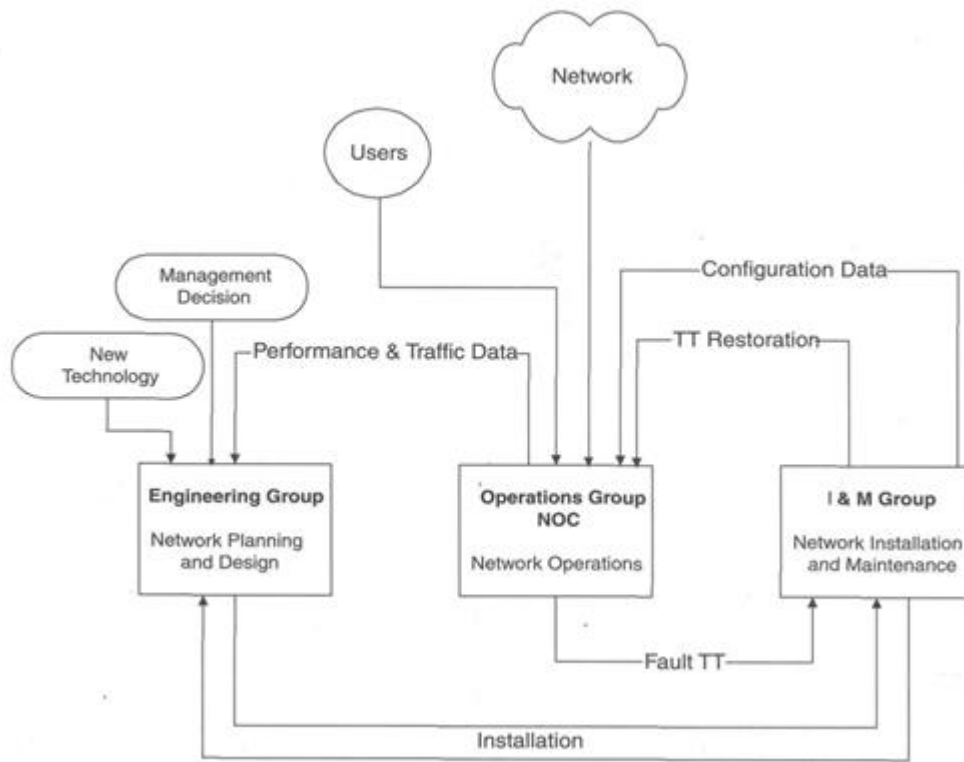 Network
Users
Management
Decision
New
Technology
Configuration Data
TT Restoration
Performance & Traffic Data
Engineering Group
Network Planning
and Design
Operations Group
NOC
Network Operations
I & M Group
Network Installation
and Maintenance
Fault TT
Installation